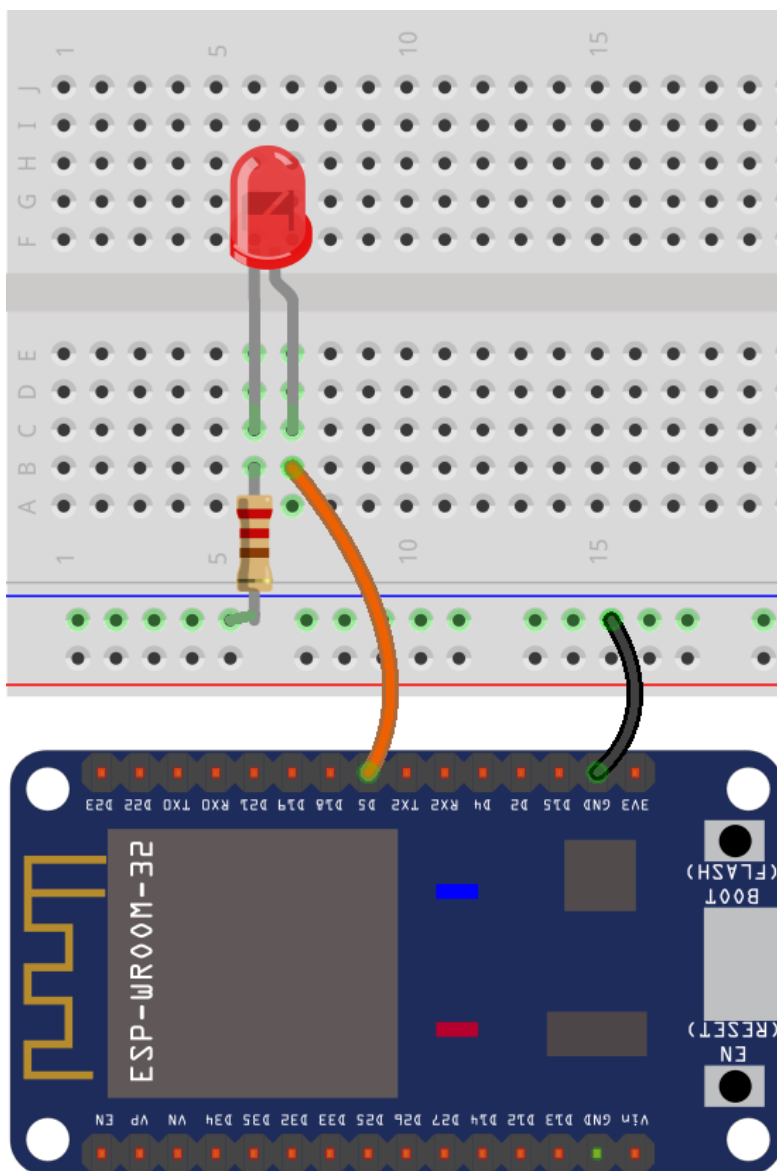 1 5 10 15
J
I
H
G
F
E
D
C
B
A
1 5 10 15
D23 D22 TX0 RX0 D21 D19 D18 D5 TX2 RX2 D4 D2 D15 GND 3V3
(FLASH)
BOOT
ESP-WROOM-32
(RESET)
EN
EN VP VN D34 D35 D32 D33 D25 D26 D27 D14 D12 D13 GND Vin